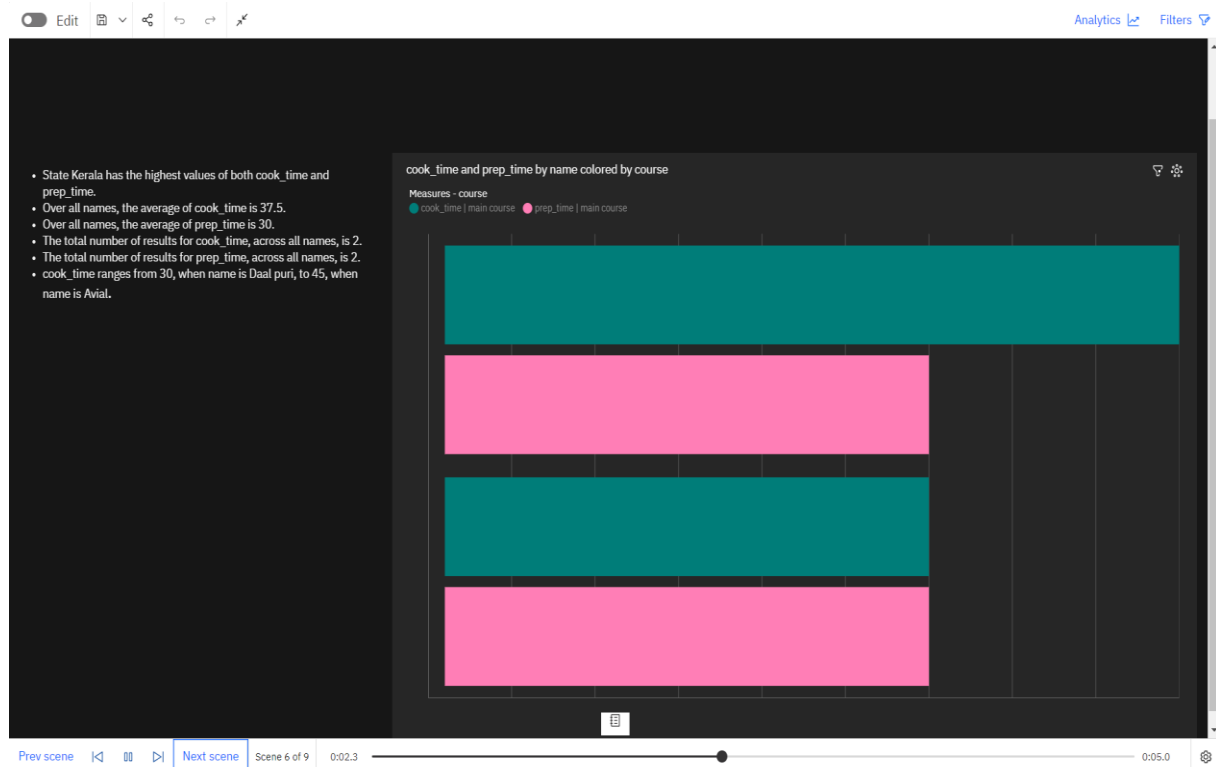 Edit
Analytics
Filters
• State Kerala has the highest values of both cook_time and
prep_time.
• Over all names, the average of cook_time is 37.5.
• Over all names, the average of prep_time is 30.
• The total number of results for cook_time, across all names, is 2.
• The total number of results for prep_time, across all names, is 2.
• cook_time ranges from 30, when name is Daal puri, to 45, when
name is Avial.
cook_time and prep_time by name colored by course
Measures - course
cook_time | main course
prep_time | main course
Prev scene
Next scene
Scene 6 of 9
0:02.3
0:05.0